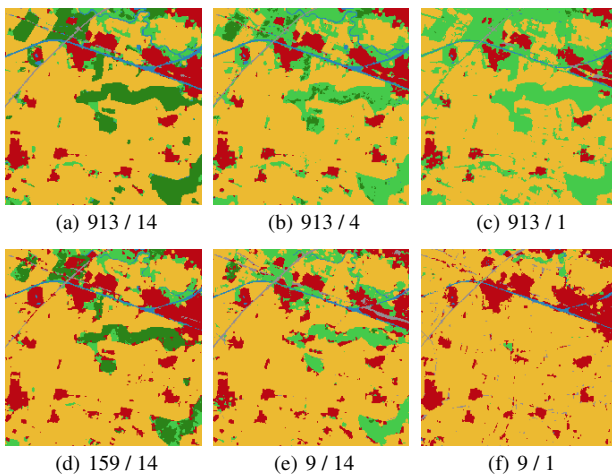 (a) 913 / 14
(b) 913 / 4
(c) 913 / 1
(d) 159 / 14
(e) 9 / 14
(f) 9 / 1